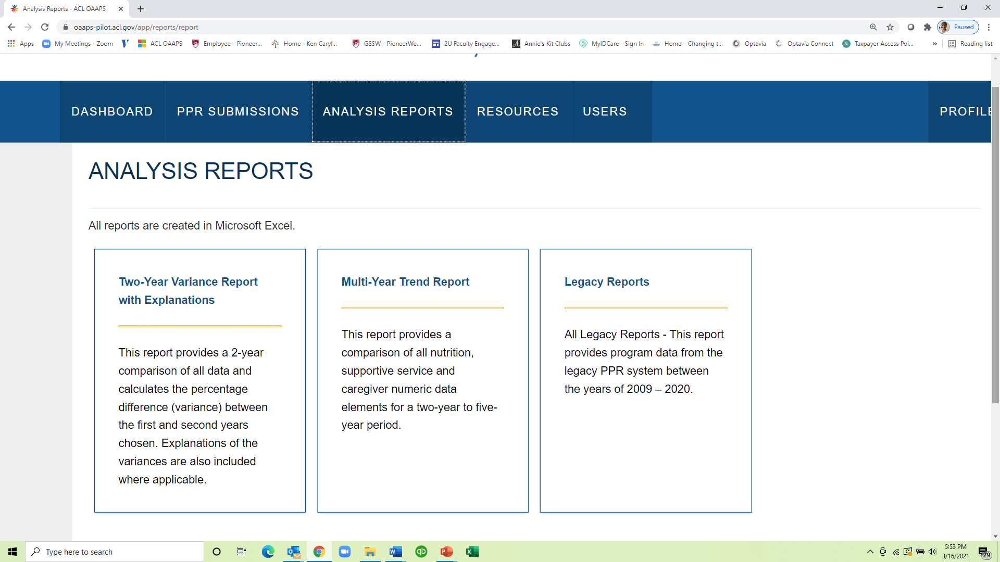 Analysis Reports - ACL OAAPS
oaaps-pilot.acl.gov/app/reports/report
Paused
Apps
My Meetings - Zoom
ACL OAAPS
Employee - Pioneer...
Home - Ken Caryl...
GSSW - PioneerWe...
2U Faculty Engage...
Annie's Kit Clubs
MyIDCare - Sign In
Home – Changing t...
Optavia
Optavia Connect
Taxpayer Access Poi...
»
Reading list
DASHBOARD
PPR SUBMISSIONS
ANALYSIS REPORTS
RESOURCES
USERS
PROFILE
ANALYSIS REPORTS
All reports are created in Microsoft Excel.
Two-Year Variance Report
with Explanations
This report provides a 2-year
comparison of all data and
calculates the percentage
difference (variance) between
the first and second years
chosen. Explanations of the
variances are also included
where applicable.
Multi-Year Trend Report
This report provides a
comparison of all nutrition,
supportive service and
caregiver numeric data
elements for a two-year to five-
year period.
Legacy Reports
All Legacy Reports - This report
provides program data from the
legacy PPR system between
the years of 2009 – 2020.
Type here to search
5:53 PM
3/16/2021
29